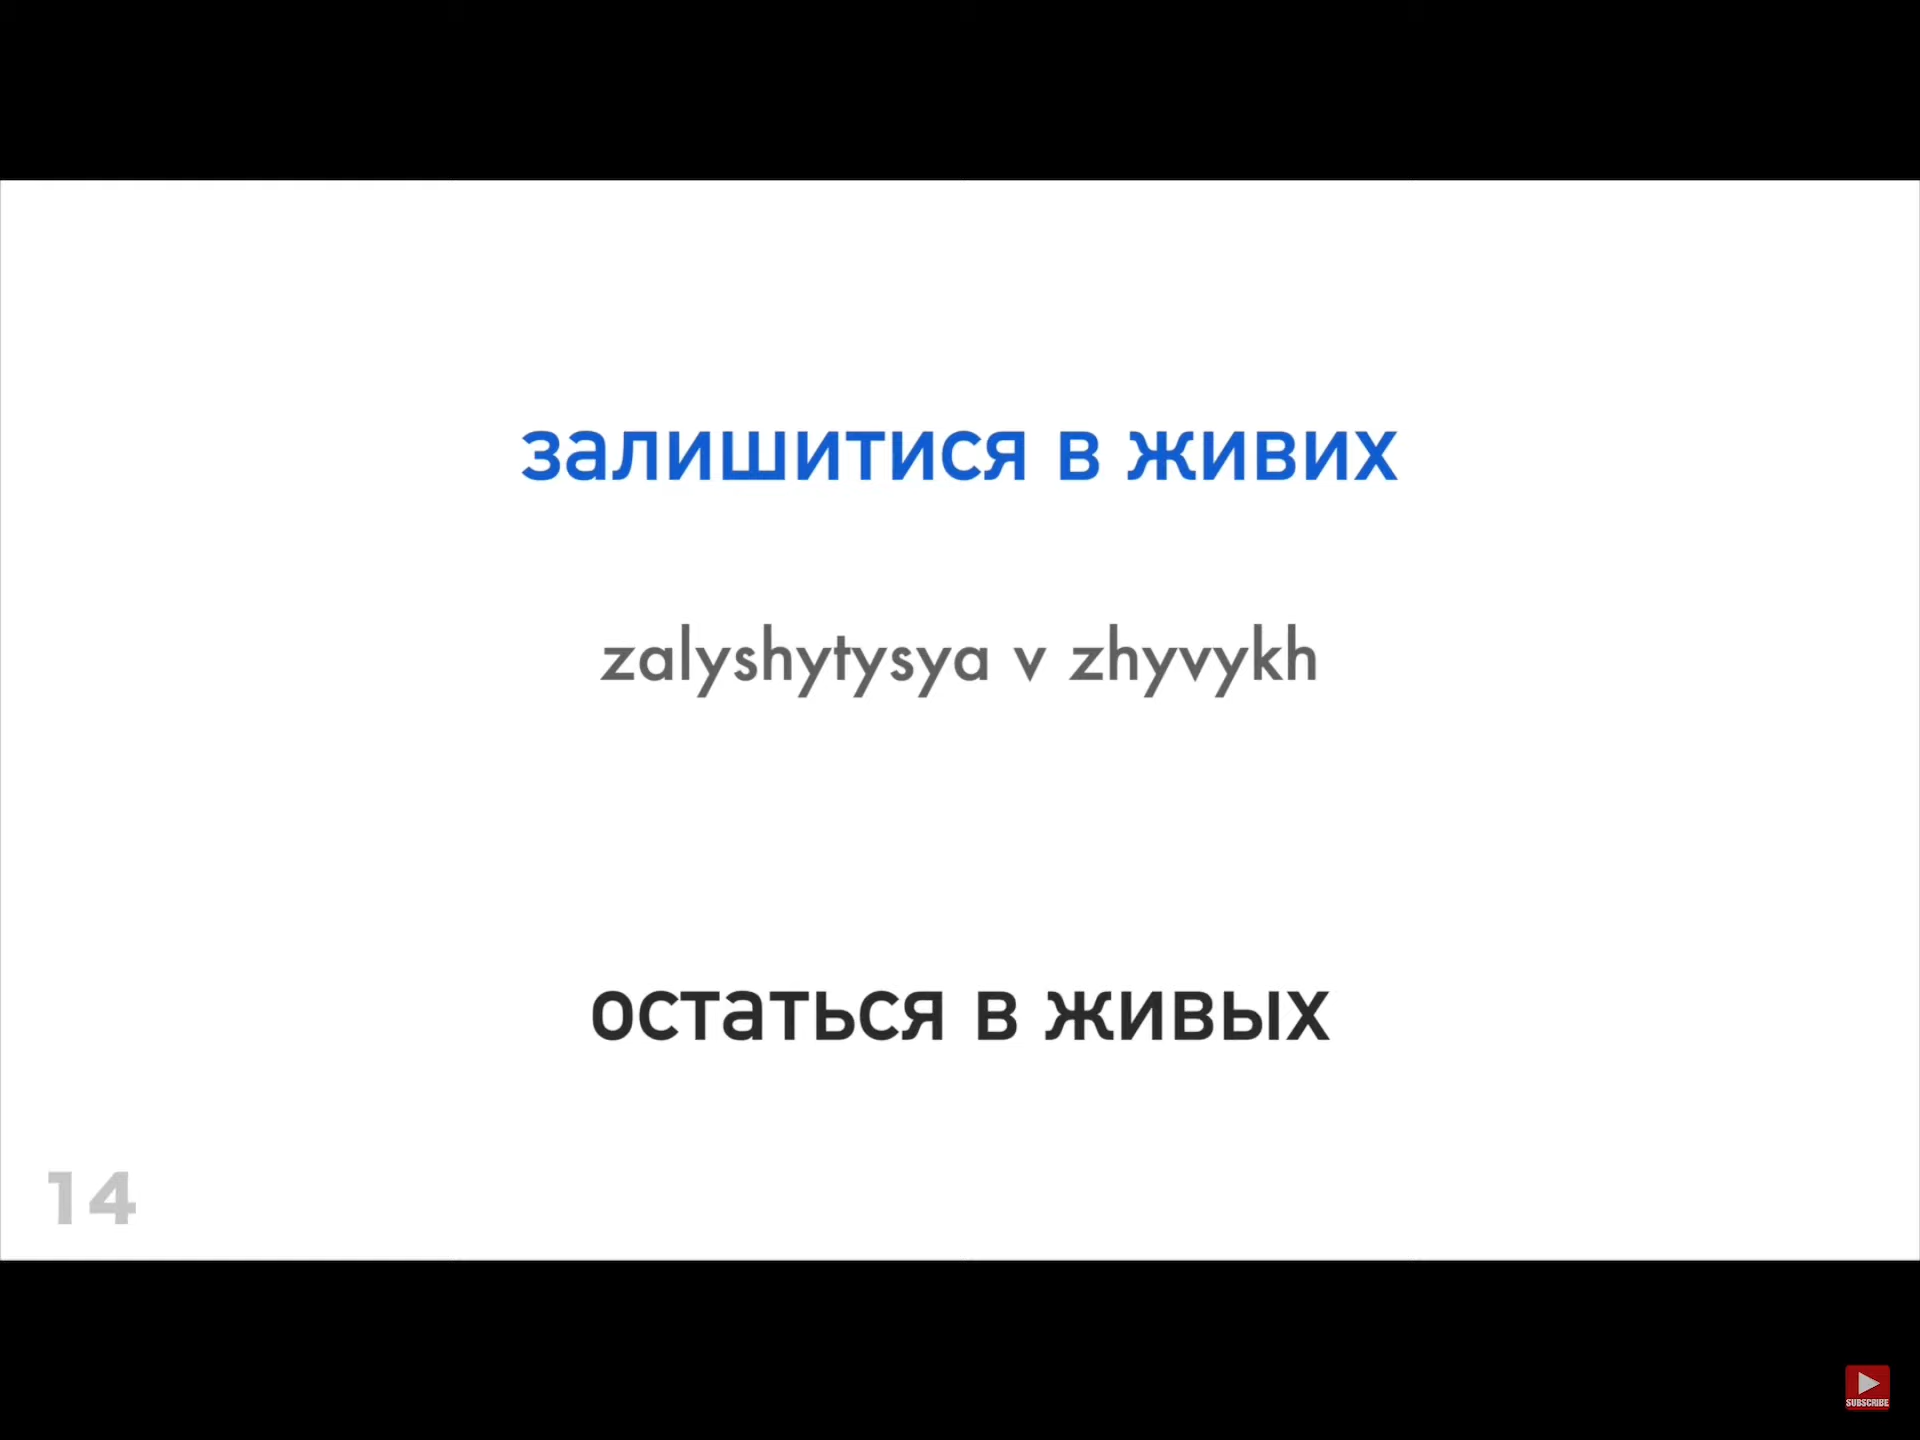 залишитися в живих
zalyshytysya v zhyvykh
остаться в живых
14
SUBSCRIBE